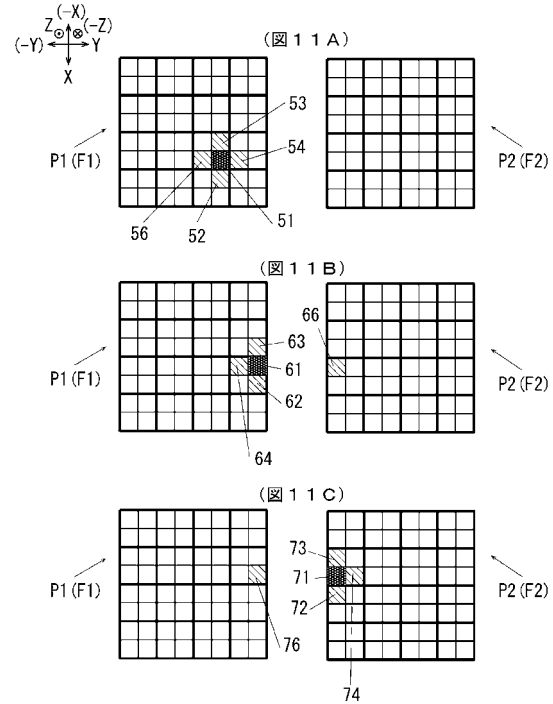 (-X)
Z (-Z)
(-Y) Y
X
(図11A)
53
54
P1(F1) P2(F2)
56 52 51
(図11B)
63 66
P1(F1) 61 P2(F2)
62
64
(図11C)
73
P1(F1) 71 P2(F2)
72
76
74